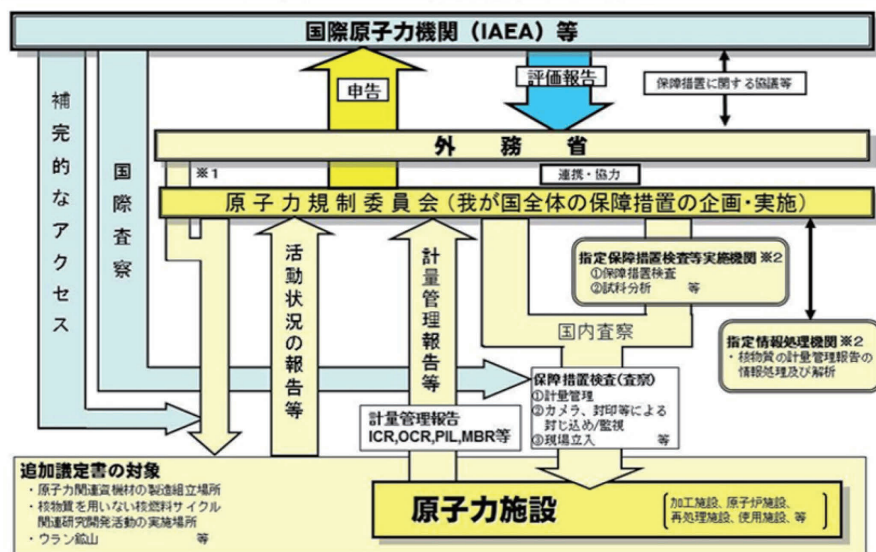 国際原子力機関（IAEA）等
申告
評価報告
保障措置に関する協議等
補完的なアクセス
国際査察
外務省
※1
連携・協力
原子力規制委員会（我が国全体の保障措置の企画・実施）
活動状況の報告等
計量管理報告等
指定保障措置検査等実施機関※2
①保障措置検査
②試料分析 等
国内査察
指定情報処理機関※2
・核物質の計量管理報告の
情報処理及び解析
保障措置検査(査察)
①計量管理
②カメラ、封印等による
封じ込め/監視
③現場立入 等
計量管理報告
ICR,OCR,PIL,MBR等
追加議定書の対象
・原子力関連資機材の製造組立場所
・核物質を用いない核燃料サイクル
関連研究開発活動の実施場所
・ウラン鉱山 等
原子力施設
加工施設、原子炉施設、
再処理施設、使用施設、等